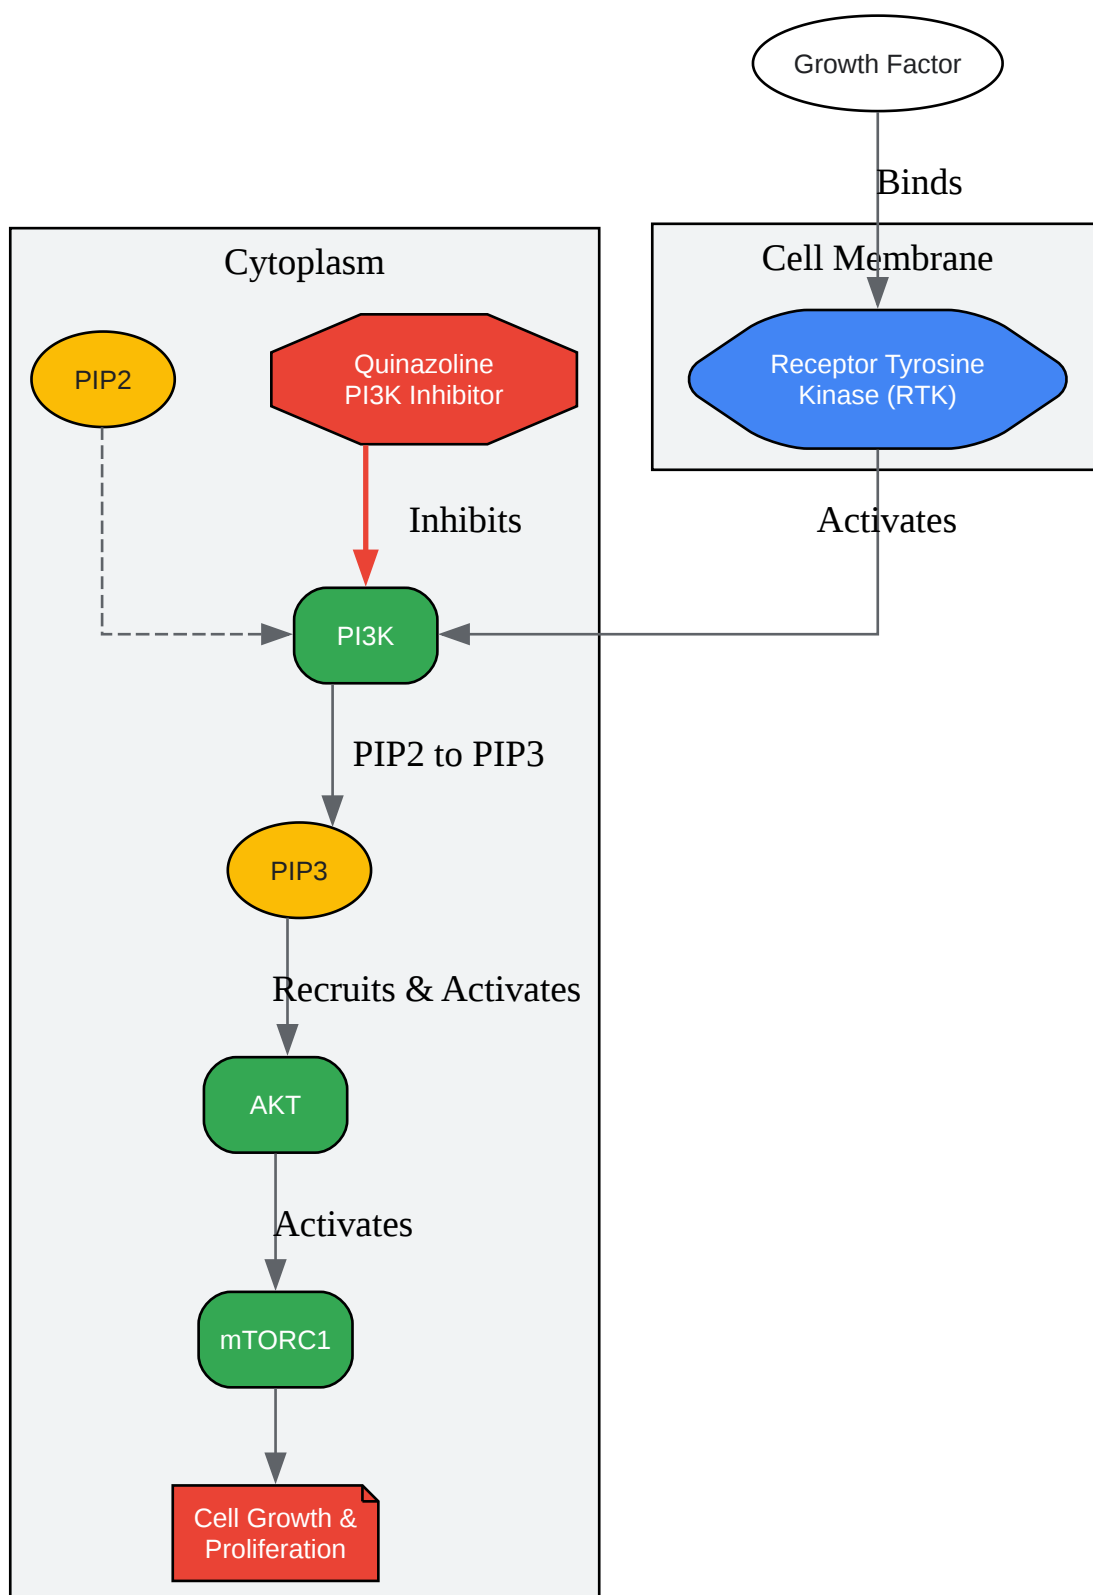 Growth Factor
Binds
Cytoplasm
Cell Membrane
PIP2
Quinazoline
PI3K Inhibitor
Receptor Tyrosine
Kinase (RTK)
Inhibits
Activates
PI3K
PIP2 to PIP3
PIP3
Recruits & Activates
AKT
Activates
mTORC1
Cell Growth &
Proliferation